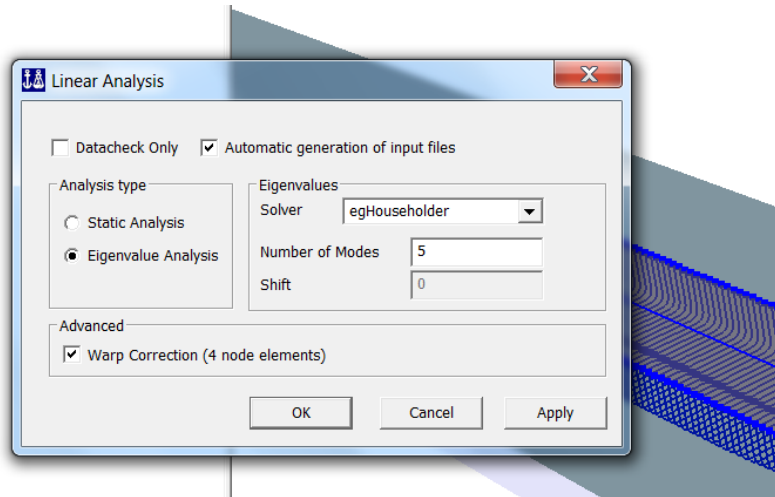 Linear Analysis
Datacheck Only Automatic generation of input files
Analysis type
Static Analysis
Eigenvalue Analysis
Eigenvalues
Solver egHouseholder
Number of Modes 5
Shift 0
Advanced
Warp Correction (4 node elements)
OK Cancel Apply